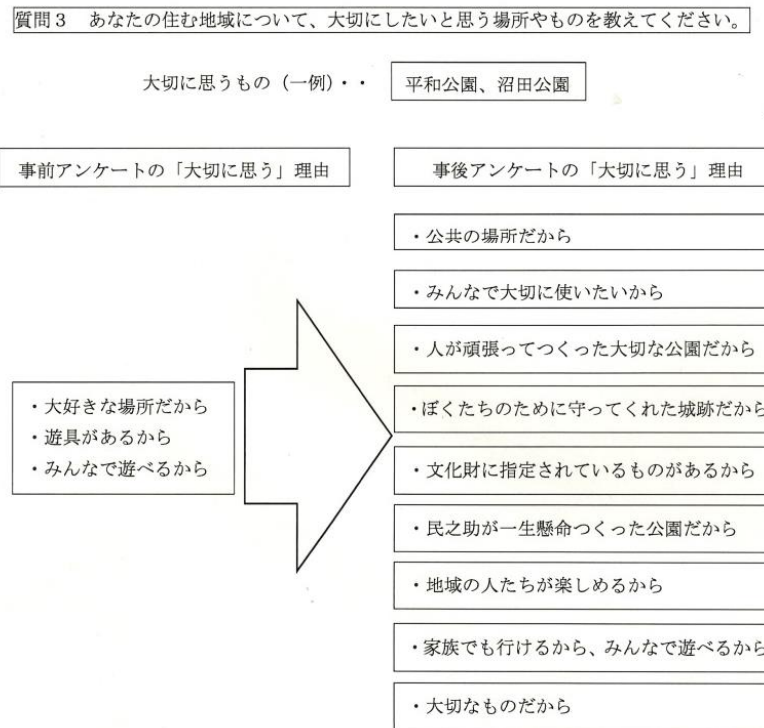 質問3　あなたの住む地域について、大切にしたいと思う場所やものを教えてください。
大切に思うもの（一例）・・　平和公園、沼田公園
事前アンケートの「大切に思う」理由
・大好きな場所だから
・遊具があるから
・みんなで遊べるから
事後アンケートの「大切に思う」理由
・公共の場所だから
・みんなで大切に使いたいから
・人が頑張ってつくった大切な公園だから
・ぼくたちのために守ってくれた城跡だから
・文化財に指定されているものがあるから
・民之助が一生懸命つくった公園だから
・地域の人たちが楽しめるから
・家族でも行けるから、みんなで遊べるから
・大切なものだから